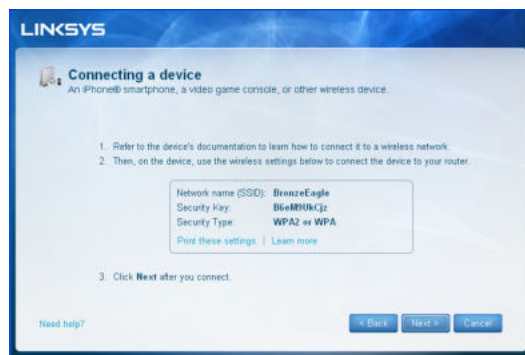 LINKSYS
Connecting a device
An iPhone® smartphone, a video game console, or other wireless device.
1. Refer to the device's documentation to learn how to connect it to a wireless network.
2. Then, on the device, use the wireless settings below to connect the device to your router.
Network name (SSID): BronzeEagle
Security Key: B6eM9UkCjz
Security Type: WPA2 or WPA
Print these settings | Learn more
3. Click Next after you connect.
Need help? < Back Next > Cancel